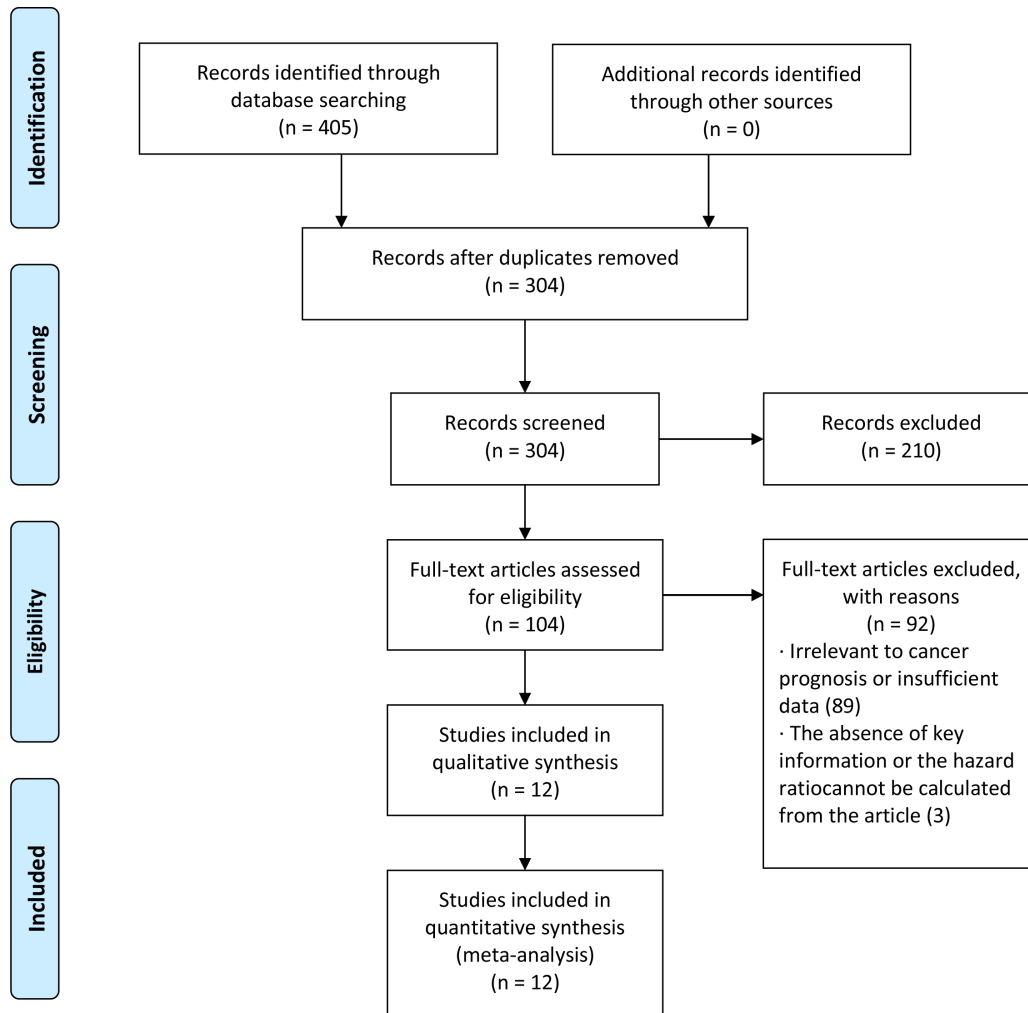 Identification
Records identified through
database searching
(n = 405)
Additional records identified
through other sources
(n = 0)
Records after duplicates removed
(n = 304)
Screening
Records screened
(n = 304)
Records excluded
(n = 210)
Eligibility
Full-text articles assessed
for eligibility
(n = 104)
Full-text articles excluded,
with reasons
(n = 92)
· Irrelevant to cancer
prognosis or insufficient
data (89)
· The absence of key
information or the hazard
ratiocannot be calculated
from the article (3)
Studies included in
qualitative synthesis
(n = 12)
Included
Studies included in
quantitative synthesis
(meta-analysis)
(n = 12)